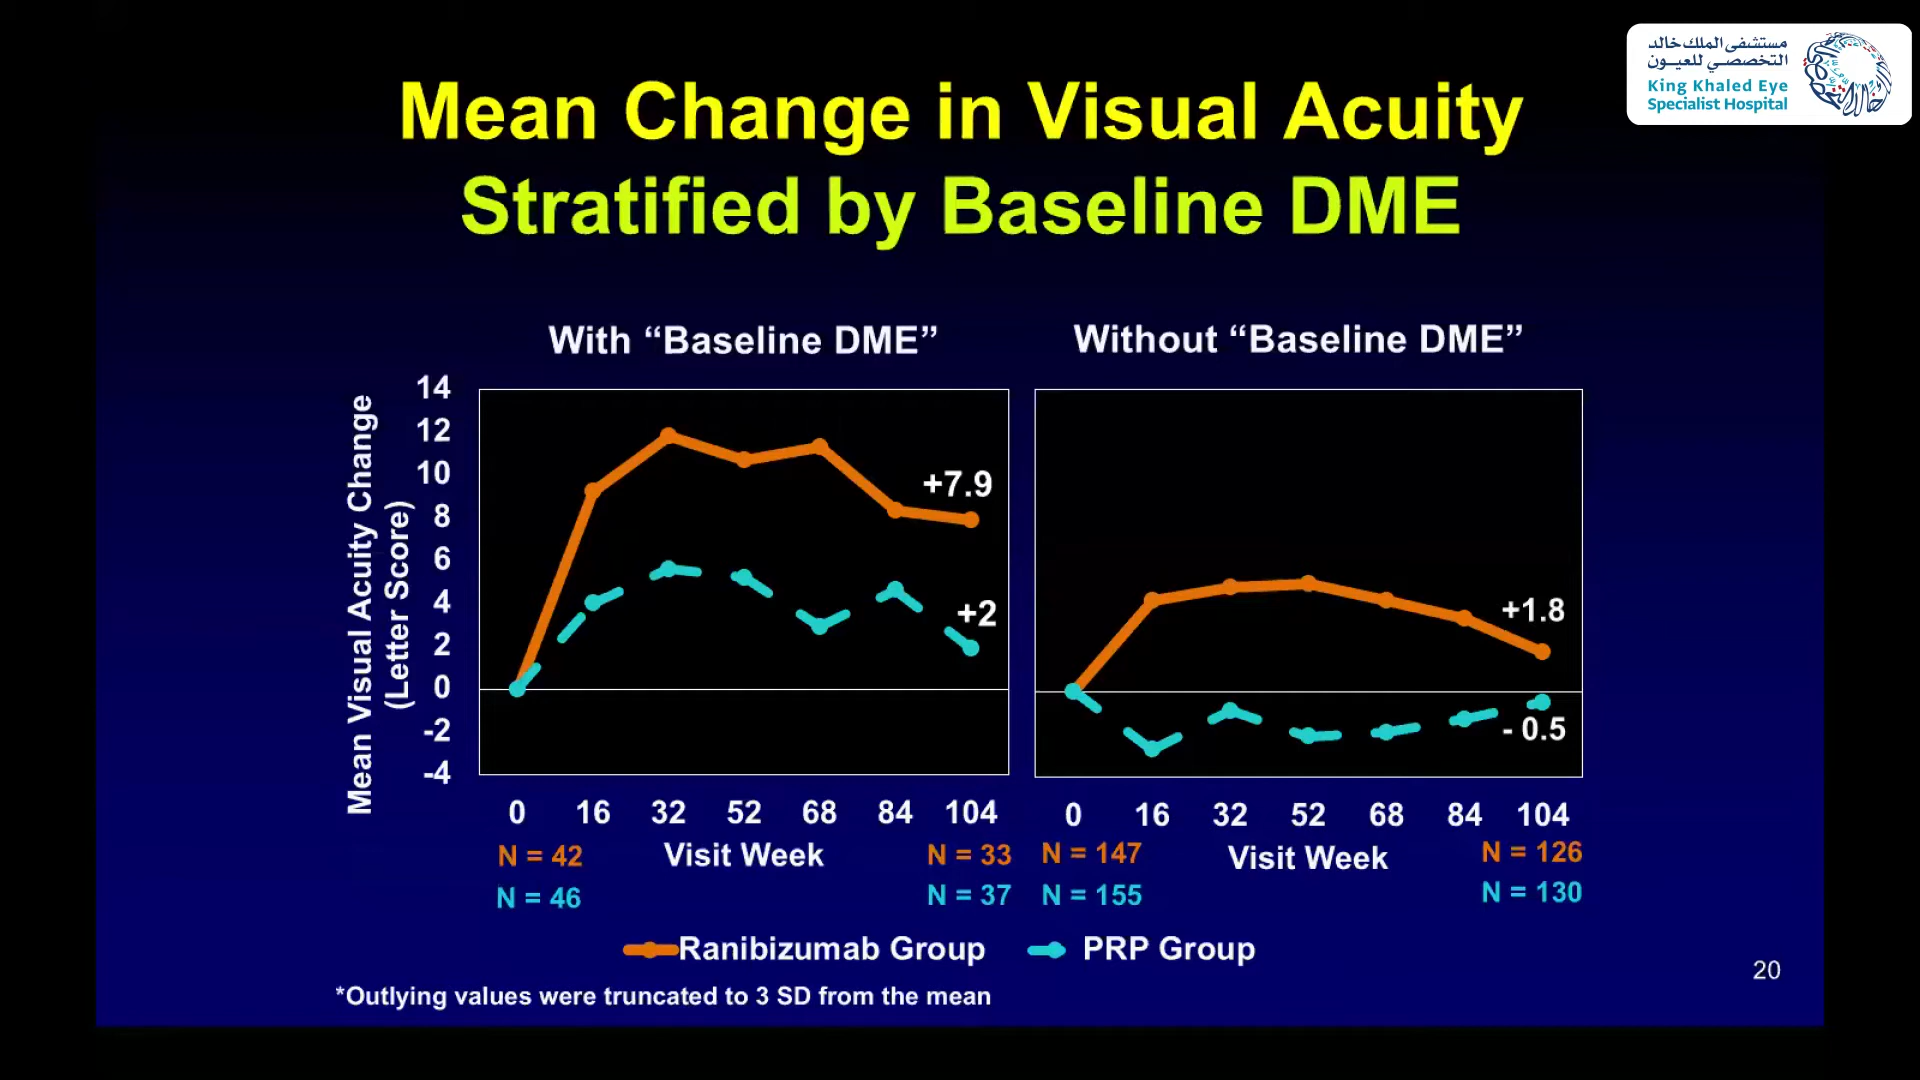 مستشفى الملك خالد
التخصصي للعيون
King Khaled Eye
Specialist Hospital
Mean Change in Visual Acuity
Stratified by Baseline DME
With “Baseline DME”
Without “Baseline DME”
Mean Visual Acuity Change
(Letter Score)
14
12
10
8
6
4
2
0
-2
-4
+7.9
+2
+1.8
- 0.5
0 16 32 52 68 84 104
0 16 32 52 68 84 104
N = 42 Visit Week N = 33
N = 46 N = 37
N = 147 Visit Week N = 126
N = 155 N = 130
Ranibizumab Group PRP Group
*Outlying values were truncated to 3 SD from the mean
20